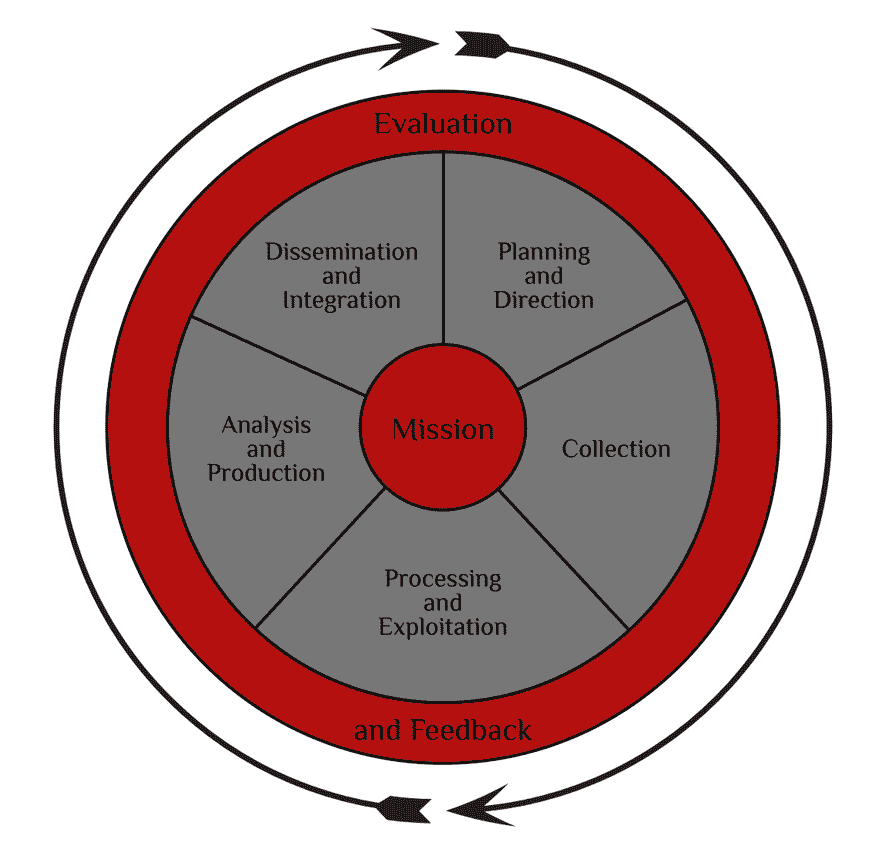 Evaluation
Dissemination
and
Integration
Planning
and
Direction
Analysis
and
Production
Mission
Collection
Processing
and
Exploitation
and Feedback